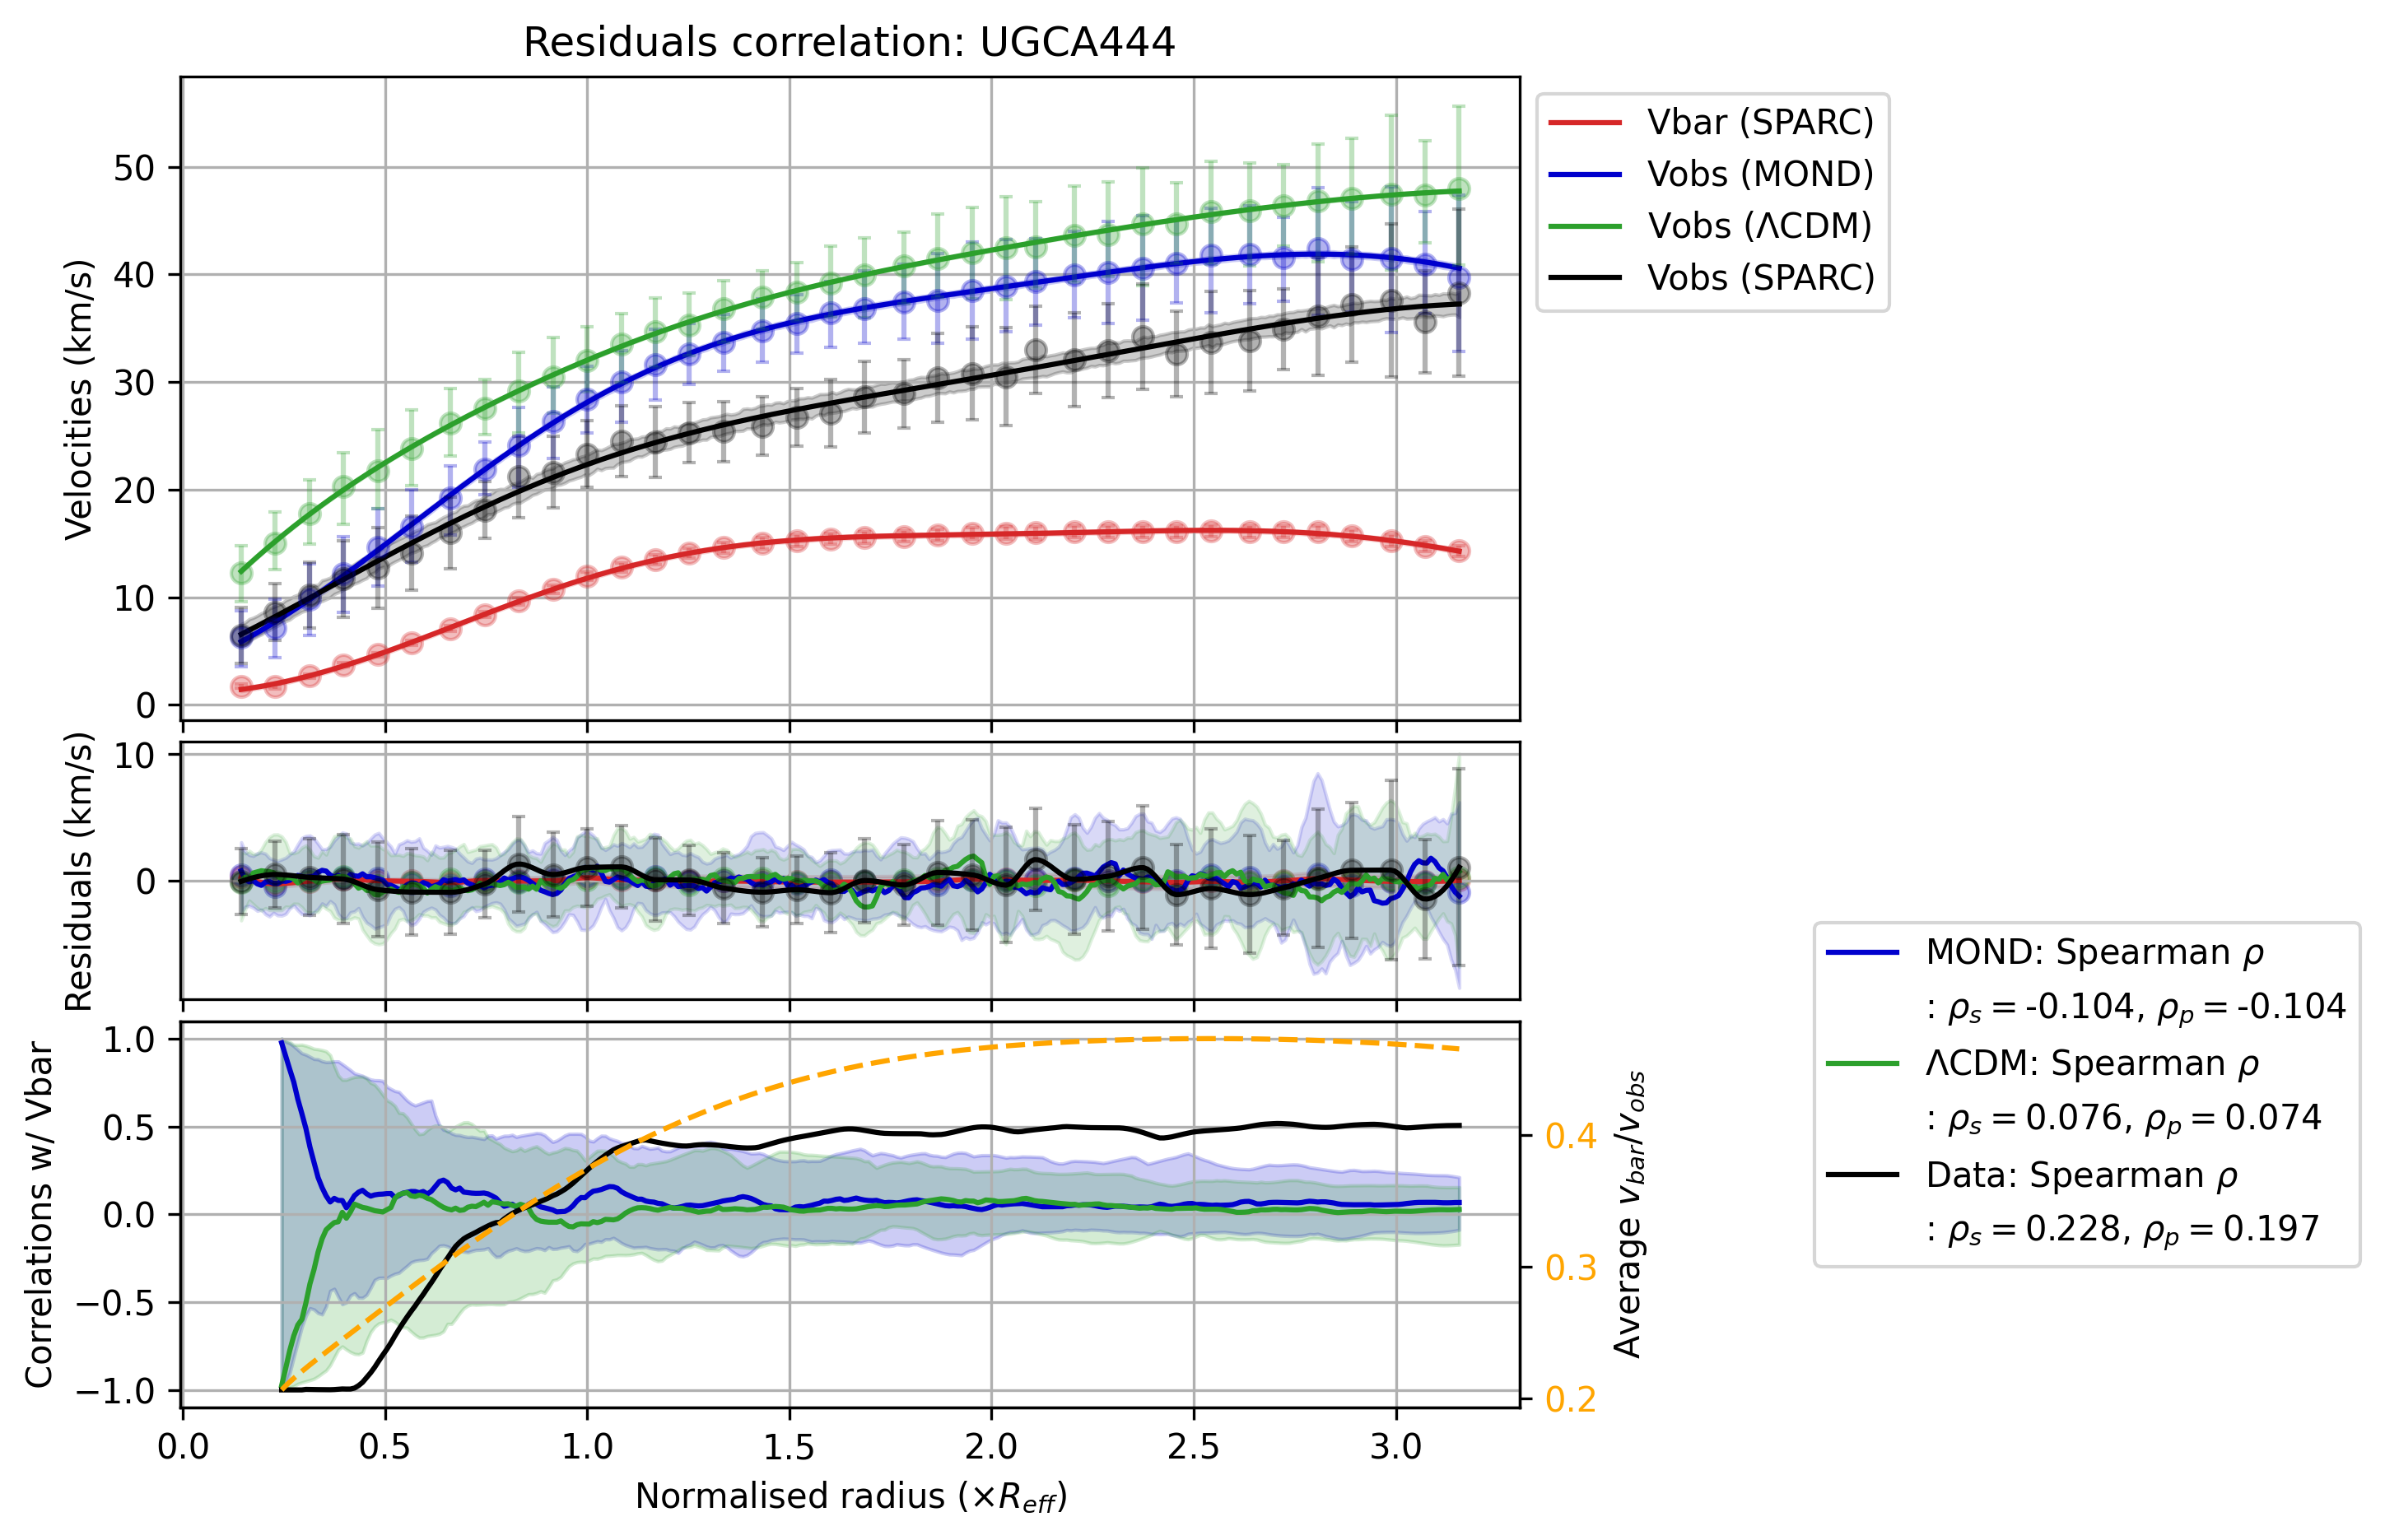 Residuals correlation: UGCA444
Velocities (km/s)
50
40
30
20
10
0
Vbar (SPARC)
Vobs (MOND)
Vobs (ΛCDM)
Vobs (SPARC)
Residuals (km/s)
10
0
Correlations w/ Vbar
1.0
0.5
0.0
−0.5
−1.0
0.4
0.3
0.2
Average v_bar/v_obs
MOND: Spearman ρ
: ρ_s = -0.104, ρ_p = -0.104
ΛCDM: Spearman ρ
: ρ_s = 0.076, ρ_p = 0.074
Data: Spearman ρ
: ρ_s = 0.228, ρ_p = 0.197
0.0 0.5 1.0 1.5 2.0 2.5 3.0
Normalised radius (×R_eff)